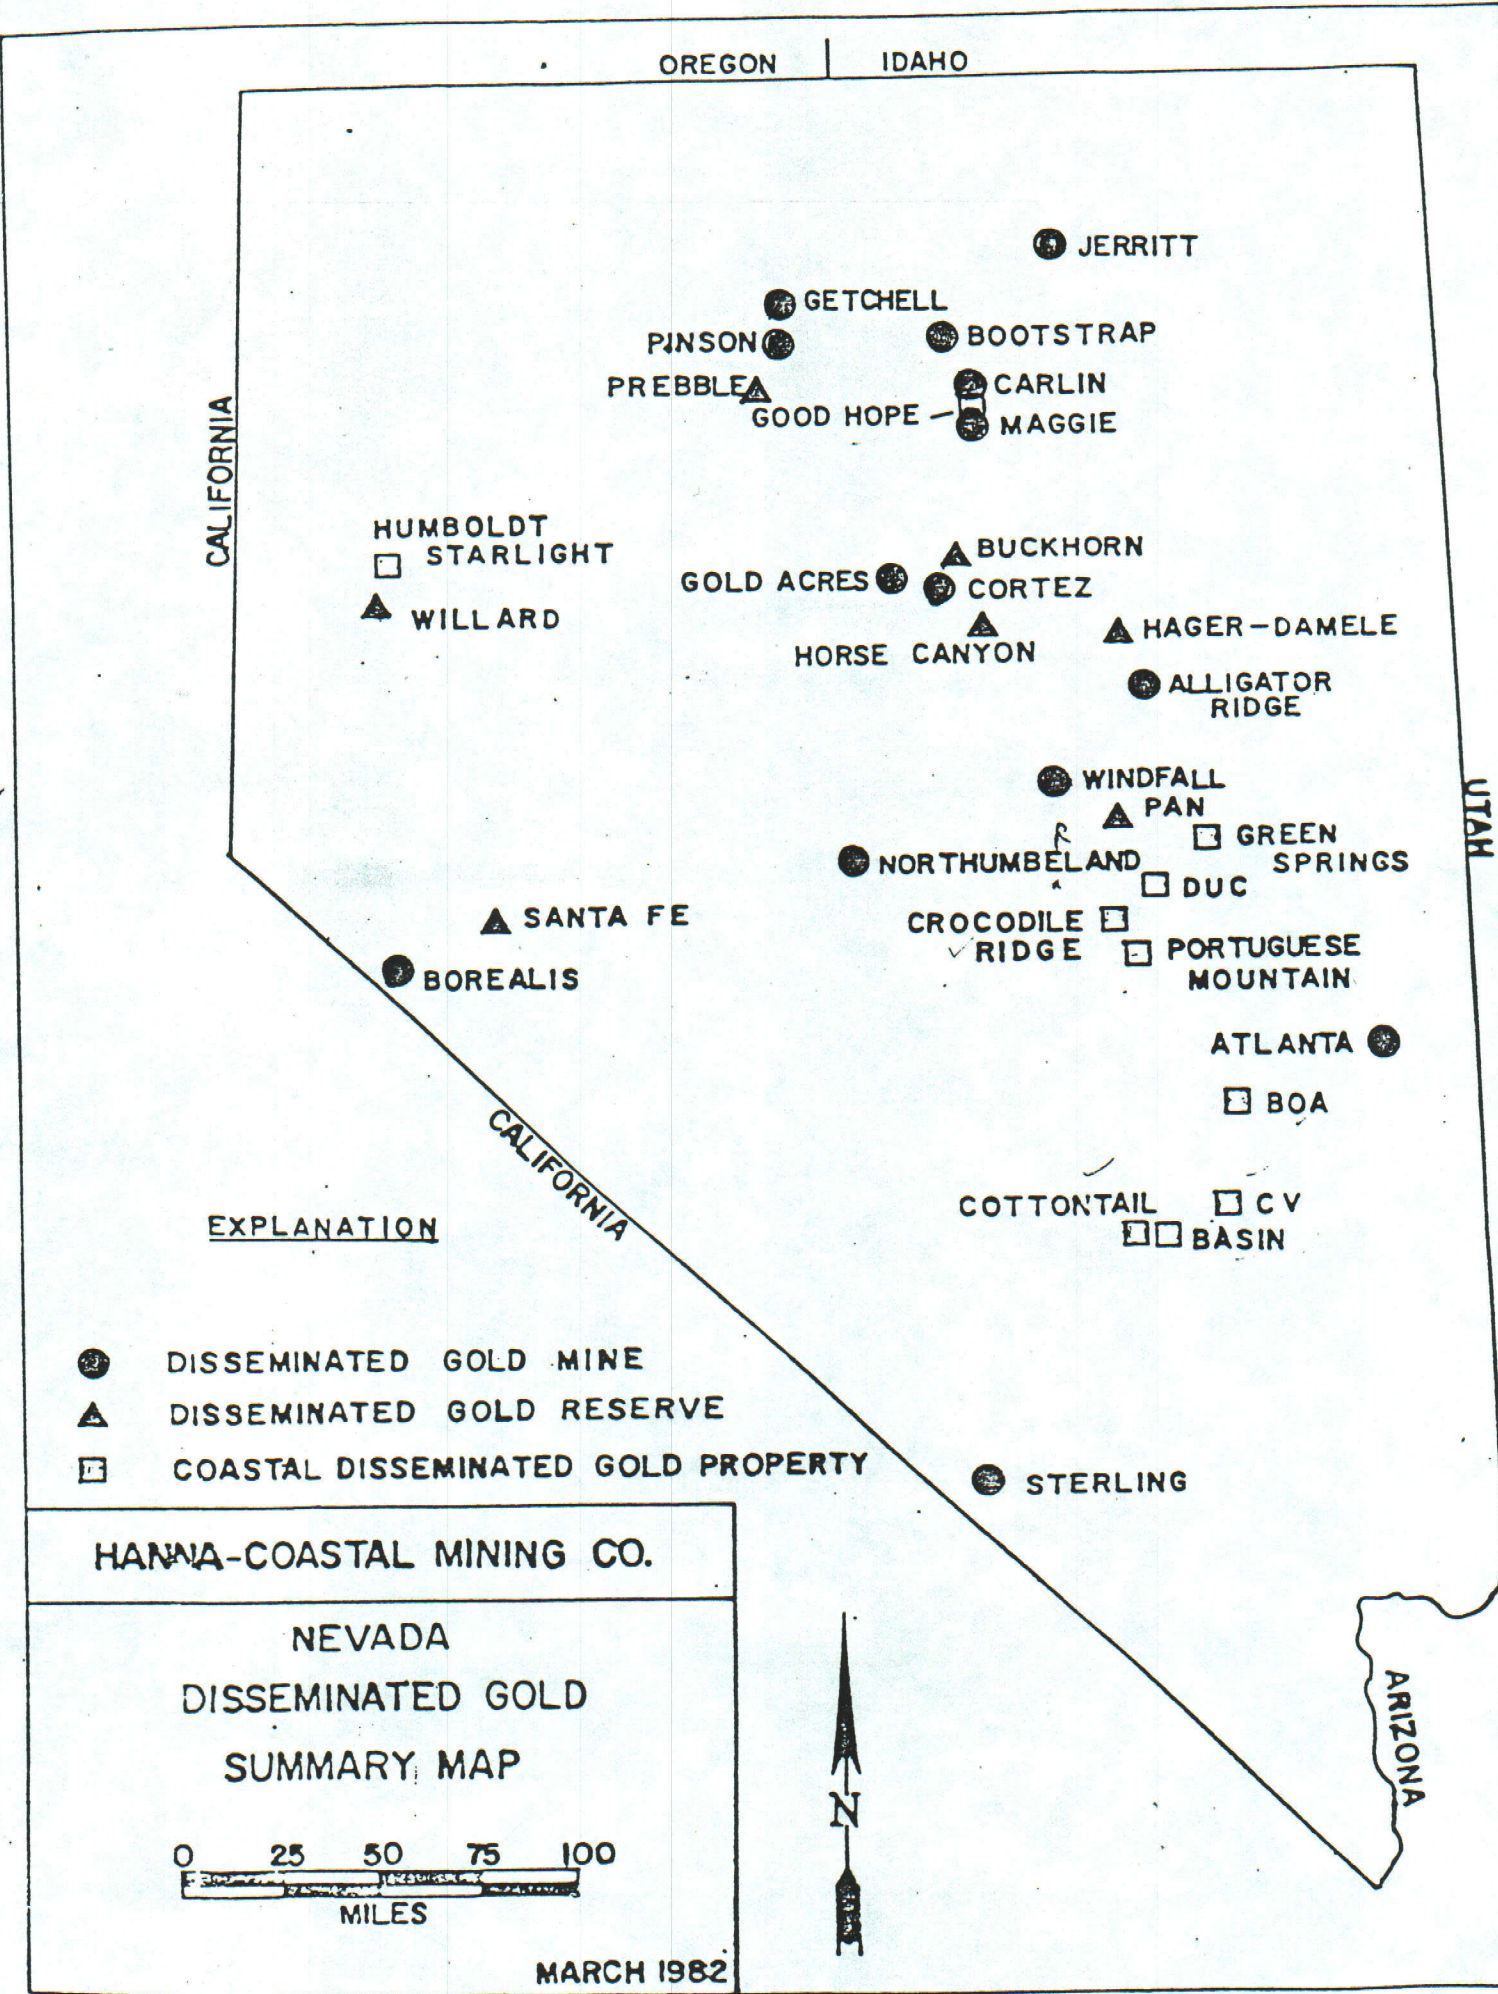 OREGON | IDAHO
JERRITT
GETCHELL
PINSON
BOOTSTRAP
PREBBLE
CARLIN
GOOD HOPE
MAGGIE
CALIFORNIA
HUMBOLDT
STARLIGHT
WILLARD
BUCKHORN
GOLD ACRES
CORTEZ
HORSE CANYON
HAGER-DAMELE
ALLIGATOR
RIDGE
WINDFALL
PAN
UTAH
GREEN
SPRINGS
R
NORTHUMBELAND
DUC
CROCODILE
RIDGE
PORTUGUESE
MOUNTAIN
SANTA FE
BOREALIS
ATLANTA
BOA
CALIFORNIA
COTTONTAIL
CV
BASIN
EXPLANATION
DISSEMINATED GOLD MINE
DISSEMINATED GOLD RESERVE
COASTAL DISSEMINATED GOLD PROPERTY
STERLING
HANNA-COASTAL MINING CO.
NEVADA
DISSEMINATED GOLD
SUMMARY MAP
0 25 50 75 100
MILES
MARCH 1982
N
ARIZONA